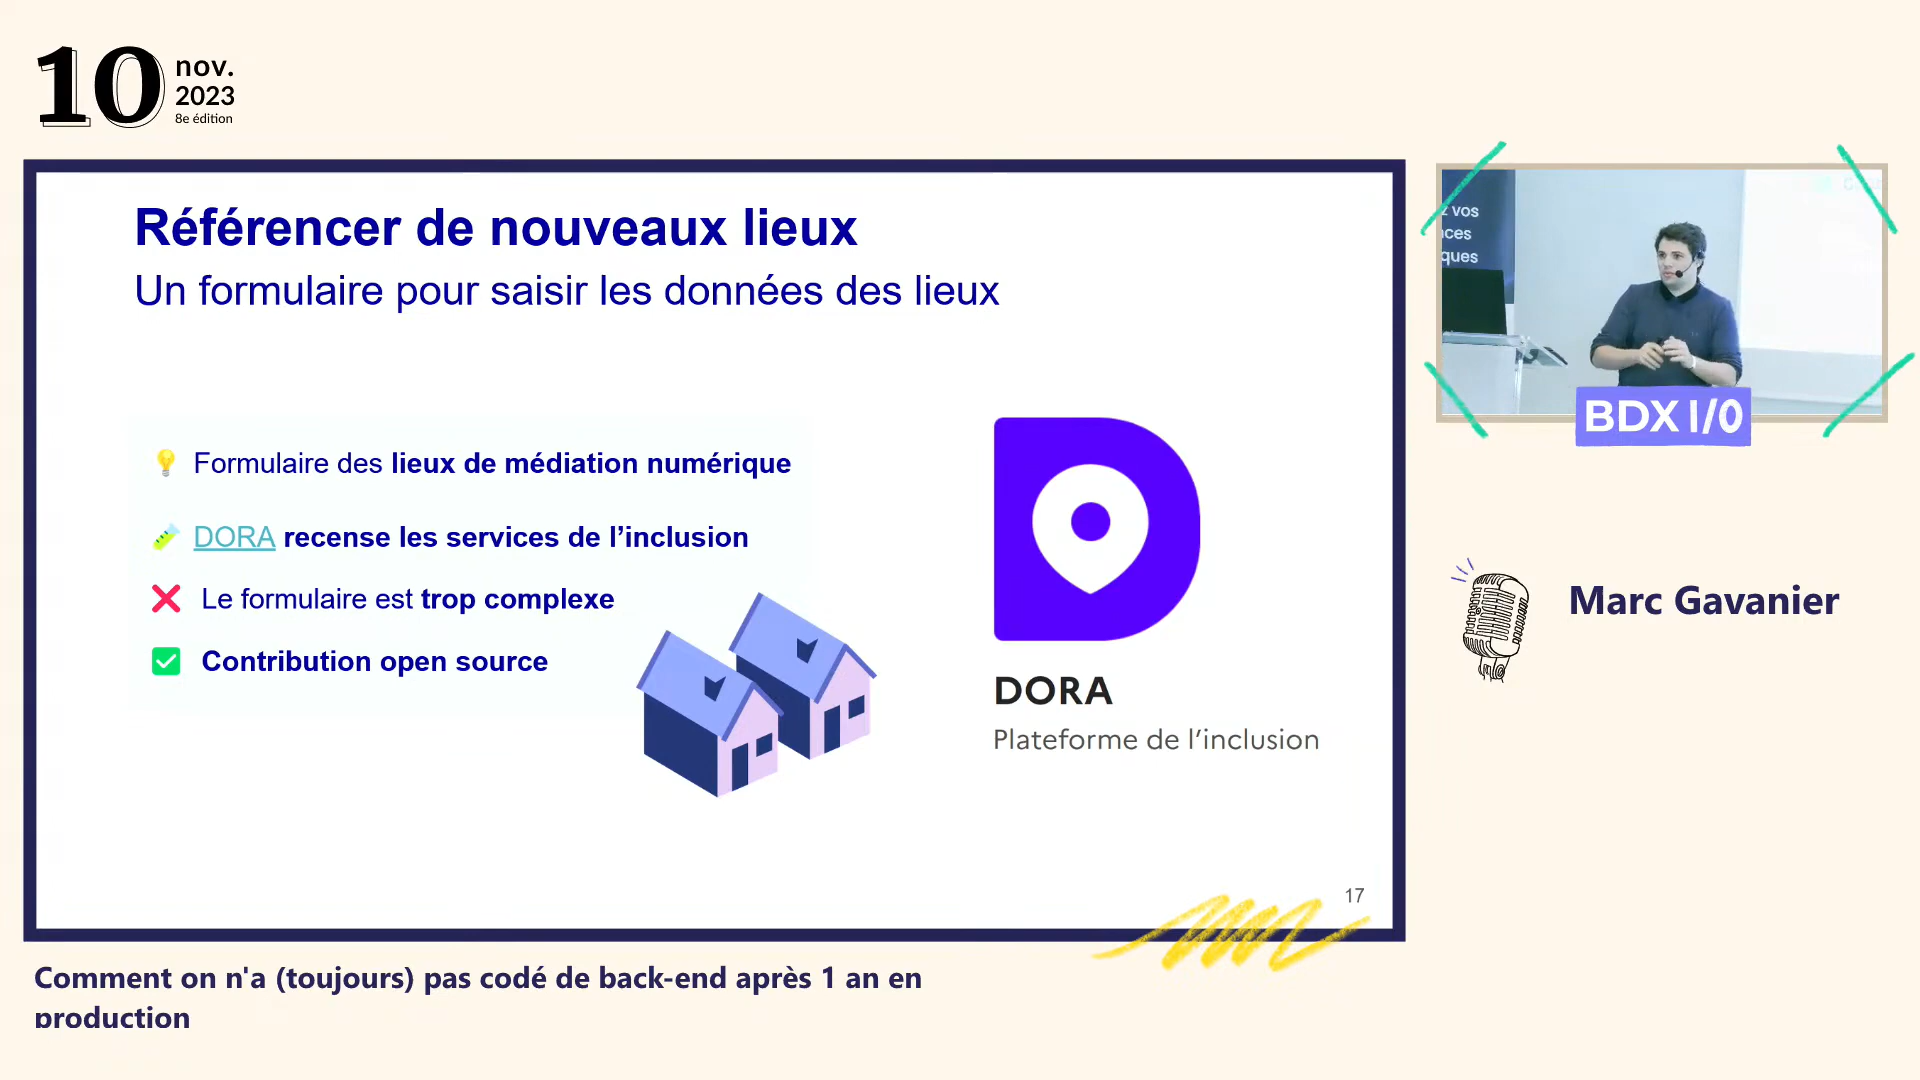 10
nov.
2023
8e édition
Référencer de nouveaux lieux
Un formulaire pour saisir les données des lieux
Formulaire des lieux de médiation numérique
DORA recense les services de l’inclusion
Le formulaire est trop complexe
Contribution open source
DORA
Plateforme de l’inclusion
17
vos
ques
BDX I/O
Marc Gavanier
Comment on n'a (toujours) pas codé de back-end après 1 an en
production